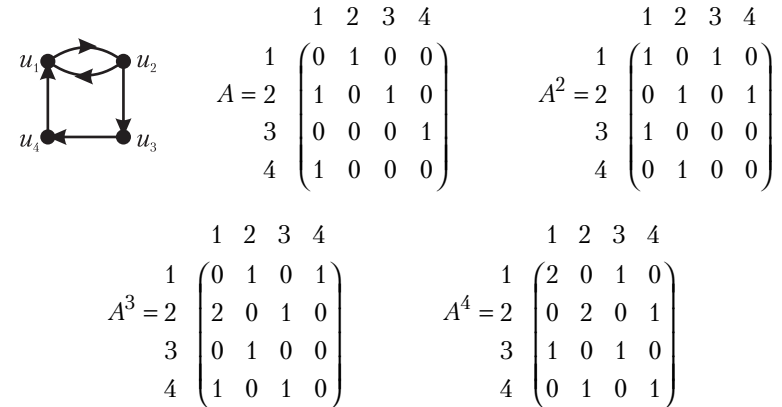 u₁ u₂
u₄ u₃
1 2 3 4
1 0 1 0 0
A = 2 1 0 1 0
3 0 0 0 1
4 1 0 0 0
1 2 3 4
1 1 0 1 0
A² = 2 0 1 0 1
3 1 0 0 0
4 0 1 0 0
1 2 3 4
1 0 1 0 1
A³ = 2 2 0 1 0
3 0 1 0 0
4 1 0 1 0
1 2 3 4
1 2 0 1 0
A⁴ = 2 0 2 0 1
3 1 0 1 0
4 0 1 0 1